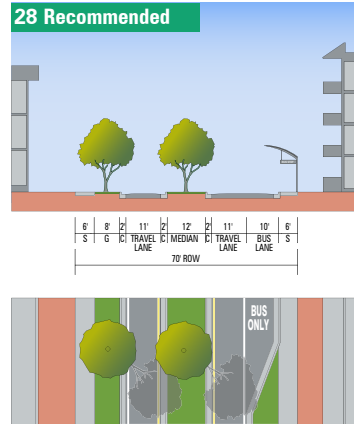 28 Recommended
6' 8' 2' 11' 2' 12' 2' 11' 10' 6'
S G C TRAVEL LANE C MEDIAN C TRAVEL LANE BUS LANE S
70' ROW
BUS
ONLY